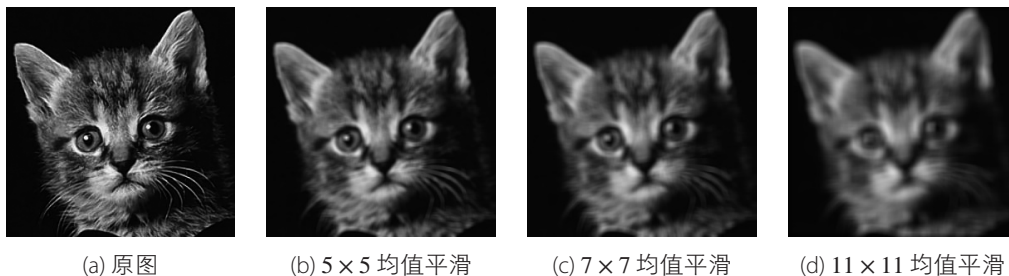 (a) 原图
(b) 5 × 5 均值平滑
(c) 7 × 7 均值平滑
(d) 11 × 11 均值平滑